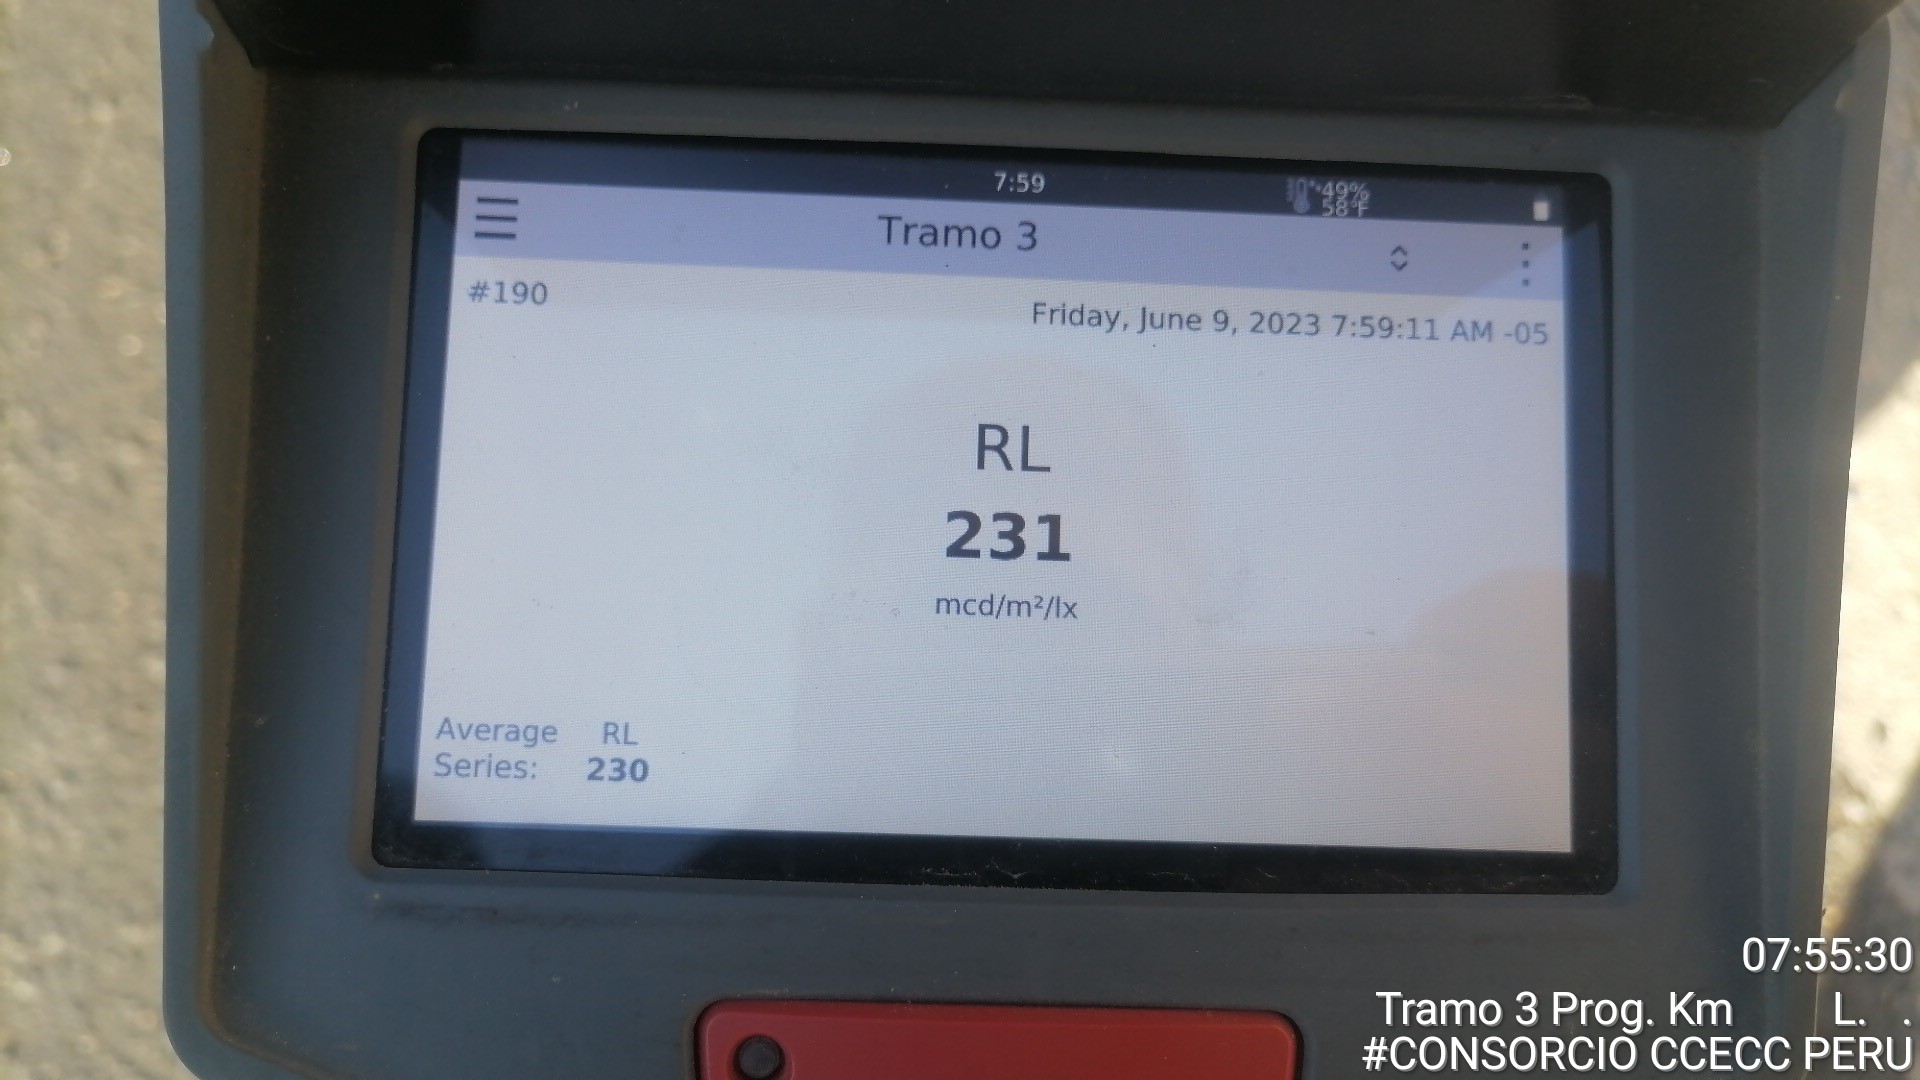 7:59
49%
58°F
Tramo 3
#190
Friday, June 9, 2023 7:59:11 AM -05
RL
231
mcd/m²/lx
Average RL
Series: 230
07:55:30
Tramo 3 Prog. Km L. .
#CONSORCIO CCECC PERU